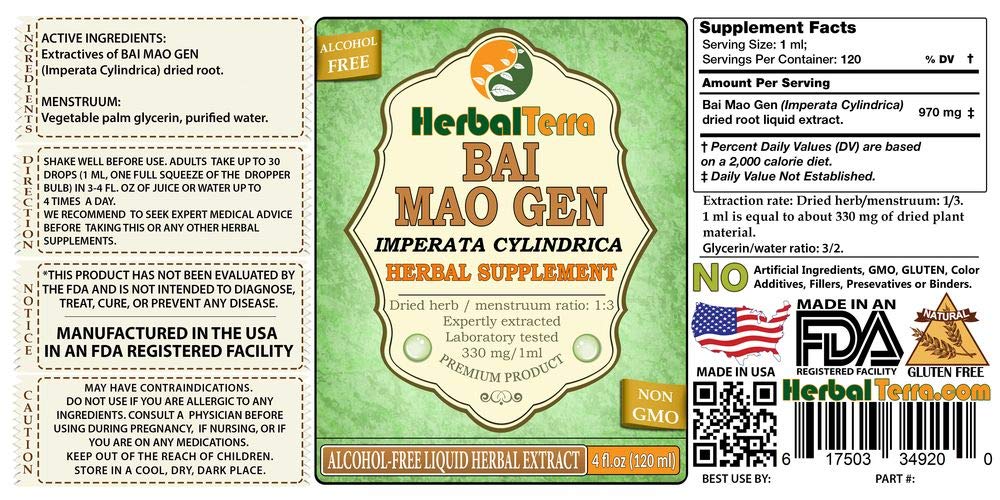 INGREDIENTS
ACTIVE INGREDIENTS:
Extractives of BAI MAO GEN
(Imperata Cylindrica) dried root.
MENSTRUUM:
Vegetable palm glycerin, purified water.
DIRECTION
SHAKE WELL BEFORE USE. ADULTS TAKE UP TO 30
DROPS (1 ML, ONE FULL SQUEEZE OF THE DROPPER
BULB) IN 3-4 FL. OZ OF JUICE OR WATER UP TO
4 TIMES A DAY.
WE RECOMMEND TO SEEK EXPERT MEDICAL ADVICE
BEFORE TAKING THIS OR ANY OTHER HERBAL
SUPPLEMENTS.
NOTICE
*THIS PRODUCT HAS NOT BEEN EVALUATED BY
THE FDA AND IS NOT INTENDED TO DIAGNOSE,
TREAT, CURE, OR PREVENT ANY DISEASE.
MANUFACTURED IN THE USA
IN AN FDA REGISTERED FACILITY
CAUTION
MAY HAVE CONTRAINDICATIONS.
DO NOT USE IF YOU ARE ALLERGIC TO ANY
INGREDIENTS. CONSULT A PHYSICIAN BEFORE
USING DURING PREGNANCY, IF NURSING, OR IF
YOU ARE ON ANY MEDICATIONS.
KEEP OUT OF THE REACH OF CHILDREN.
STORE IN A COOL, DRY, DARK PLACE.
ALCOHOL
FREE
HerbalTerra
BAI
MAO GEN
IMPERATA CYLINDRICA
HERBAL SUPPLEMENT
Dried herb / menstruum ratio: 1:3
Expertly extracted
Laboratory tested
330 mg/1ml
PREMIUM PRODUCT
NON
GMO
ALCOHOL-FREE LIQUID HERBAL EXTRACT
4 fl.oz (120 ml)
Supplement Facts
Serving Size: 1 ml;
Servings Per Container: 120 % DV †
Amount Per Serving
Bai Mao Gen (Imperata Cylindrica)
dried root liquid extract. 970 mg ‡
† Percent Daily Values (DV) are based
on a 2,000 calorie diet.
‡ Daily Value Not Established.
Extraction rate: Dried herb/menstruum: 1/3.
1 ml is equal to about 330 mg of dried plant
material.
Glycerin/water ratio: 3/2.
NO Artificial Ingredients, GMO, GLUTEN, Color
Additives, Fillers, Presevatives or Binders.
MADE IN USA
MADE IN AN
FDA
REGISTERED FACILITY
NATURAL
GLUTEN FREE
HerbalTerra.com
6 17503 34920 0
BEST USE BY: PART #: